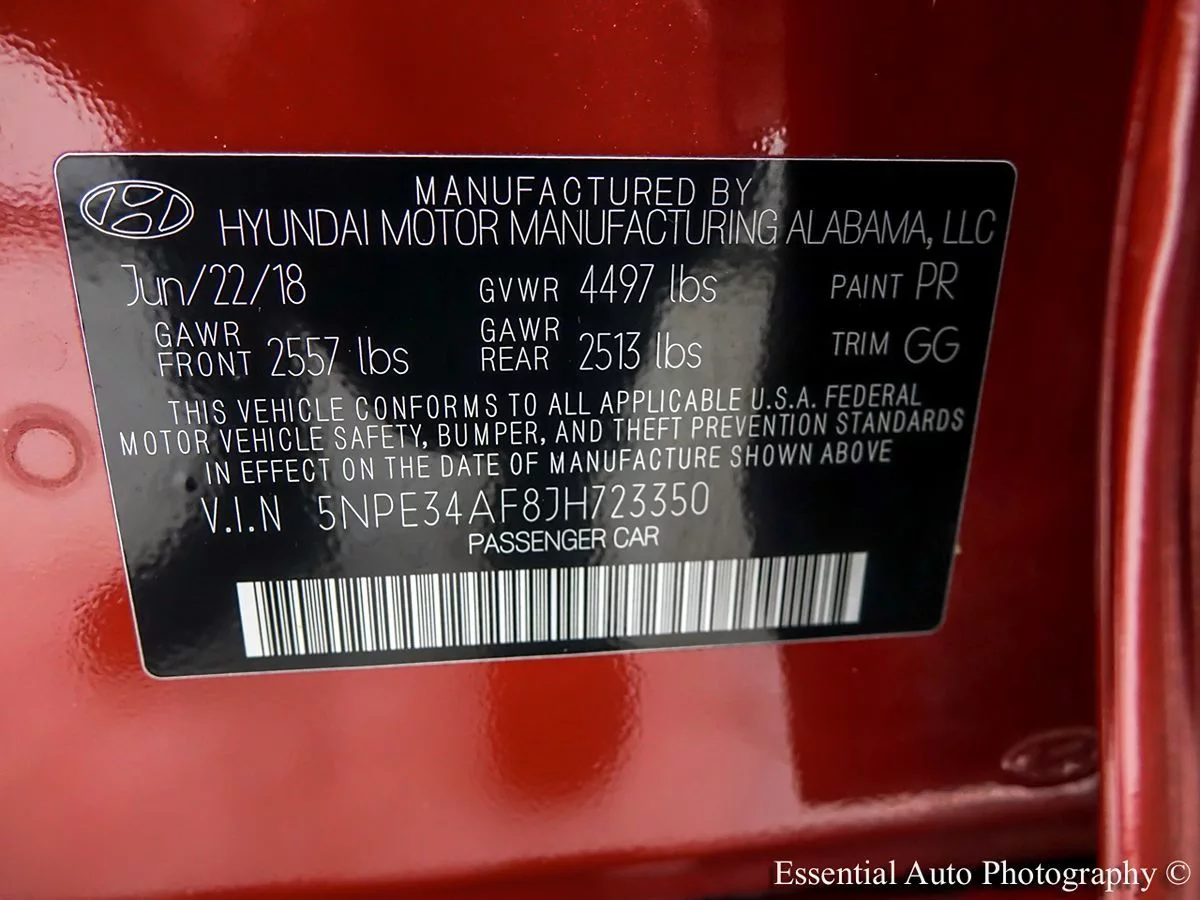 MANUFACTURED BY
HYUNDAI MOTOR MANUFACTURING ALABAMA, LLC
Jun/22/18 GVWR 4497 lbs PAINT PR
GAWR FRONT 2557 lbs GAWR REAR 2513 lbs TRIM GG
THIS VEHICLE CONFORMS TO ALL APPLICABLE U.S.A. FEDERAL
MOTOR VEHICLE SAFETY, BUMPER, AND THEFT PREVENTION STANDARDS
IN EFFECT ON THE DATE OF MANUFACTURE SHOWN ABOVE
V.I.N 5NPE34AF8JH723350
PASSENGER CAR
Essential Auto Photography ©